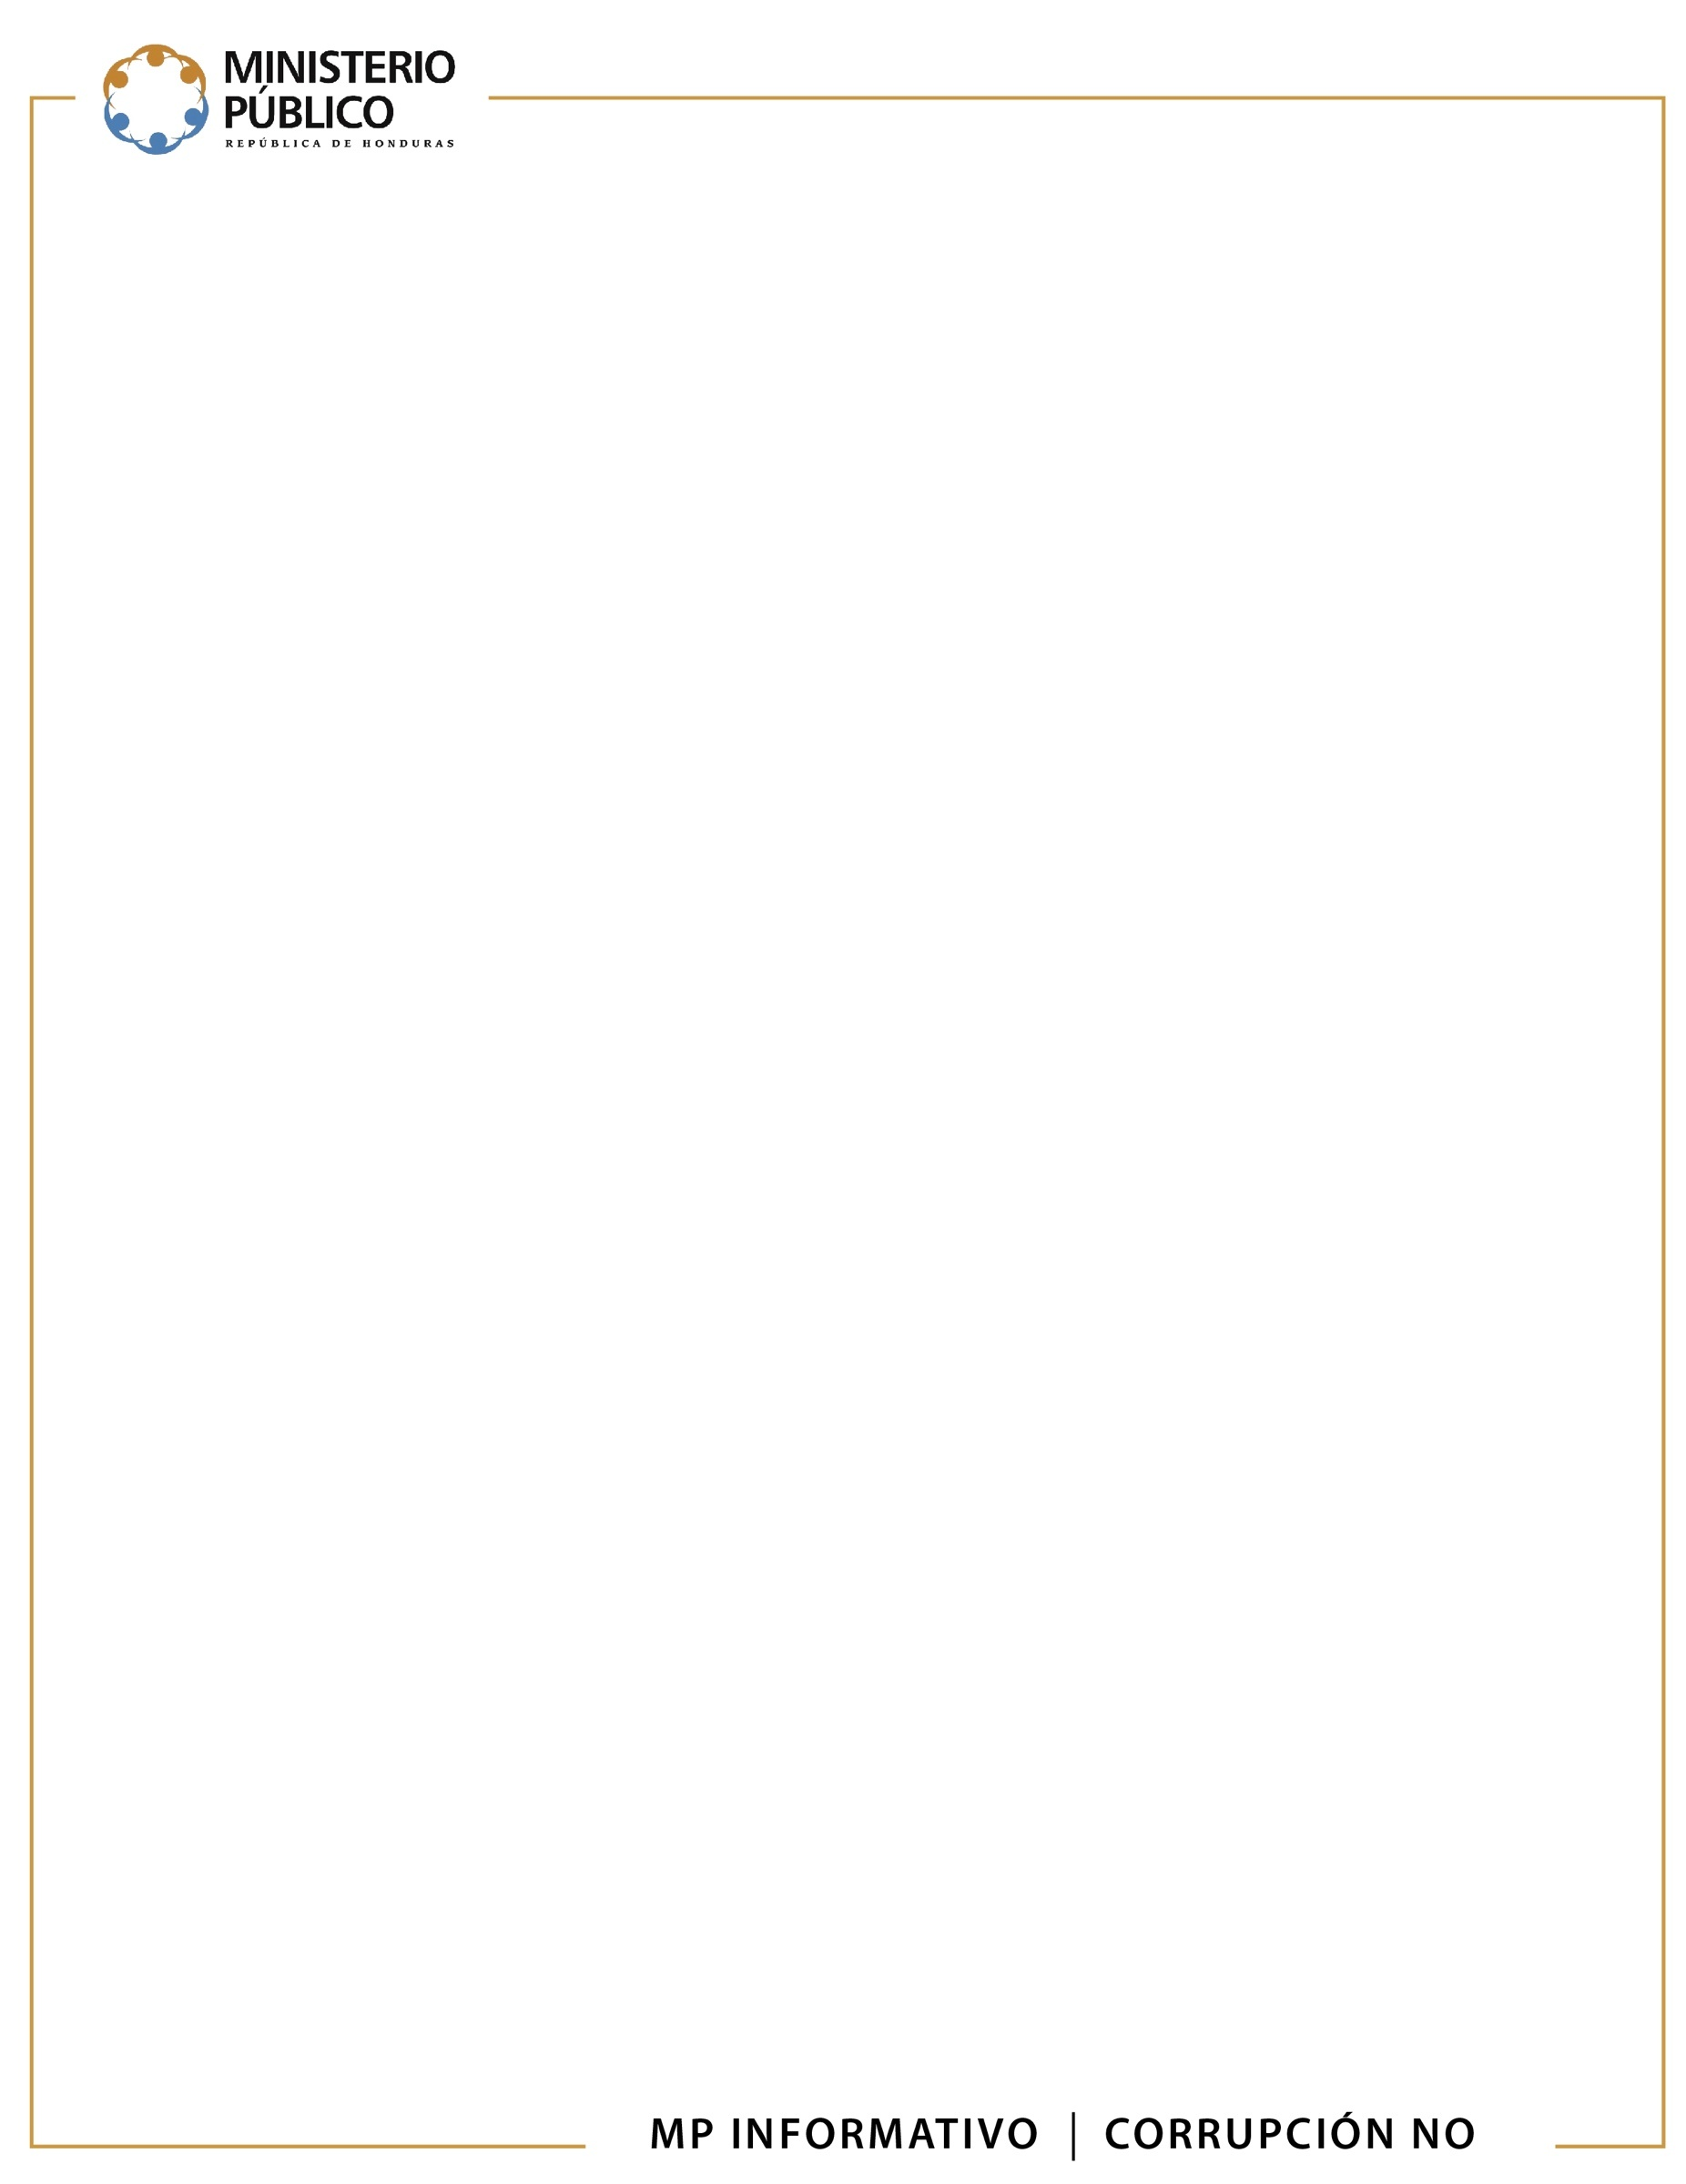 MINISTERIO
PÚBLICO
REPÚBLICA DE HONDURAS
MP INFORMATIVO | CORRUPCIÓN NO